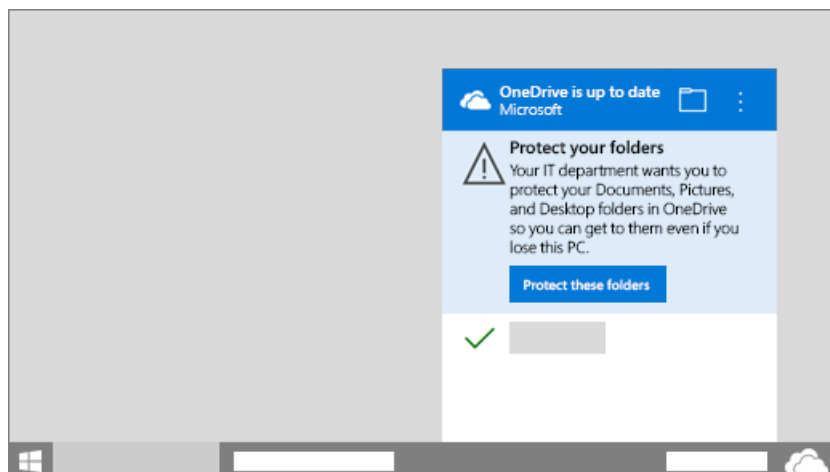 OneDrive is up to date
Microsoft
Protect your folders
Your IT department wants you to
protect your Documents, Pictures,
and Desktop folders in OneDrive
so you can get to them even if you
lose this PC.
Protect these folders